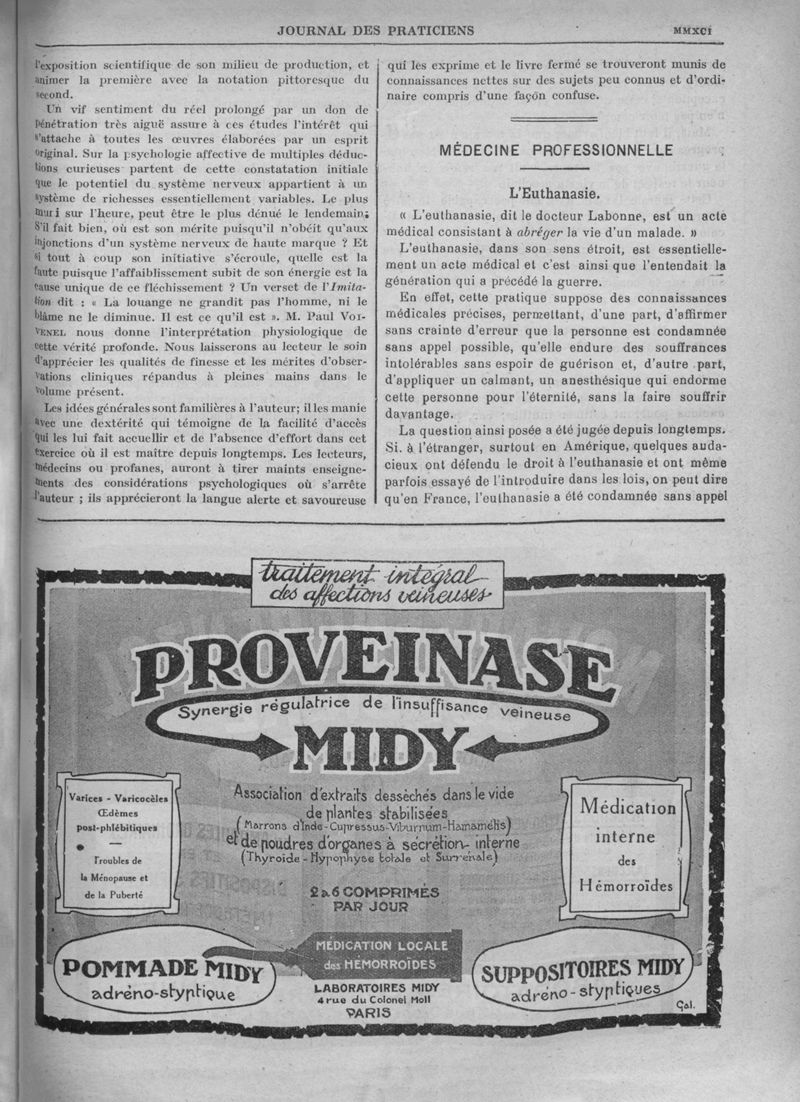 JOURNAL DES PRATICIENS
MMXCI
l'exposition scientifique de son milieu de production, et
animer la première avec la notation pittoresque du
second.
Un vif sentiment du réel prolongé par un don de
pénétration très aiguë assure à ces études l'intérêt qui
s'attache à toutes les œuvres élaborées par un esprit
original. Sur la psychologie affective de multiples déduc-
tions curieuses partent de cette constatation initiale
que le potentiel du système nerveux appartient à un
système de richesses essentiellement variables. Le plus
muri sur l'heure, peut être le plus dénué le lendemain;
S'il fait bien, où est son mérite puisqu'il n'obéit qu'aux
injonctions d'un système nerveux de haute marque ? Et
si tout à coup son initiative s'écroule, quelle est la
faute puisque l'affaiblissement subit de son énergie est la
cause unique de ce fléchissement ? Un verset de l'Imita-
tion dit : « La louange ne grandit pas l'homme, ni le
blâme ne le diminue. Il est ce qu'il est ». M. Paul VOI-
VENEL nous donne l'interprétation physiologique de
cette vérité profonde. Nous laisserons au lecteur le soin
d'apprécier les qualités de finesse et les mérites d'obser-
vations cliniques répandus à pleines mains dans le
volume présent.
Les idées générales sont familières à l'auteur; il les manie
avec une dextérité qui témoigne de la facilité d'accès
qui les lui fait accueillir et de l'absence d'effort dans cet
exercice où il est maître depuis longtemps. Les lecteurs,
médecins ou profanes, auront à tirer maints enseigne-
ments des considérations psychologiques où s'arrête
l'auteur ; ils apprécieront la langue alerte et savoureuse
qui les exprime et le livre fermé se trouveront munis de
connaissances nettes sur des sujets peu connus et d'ordi-
naire compris d'une façon confuse.
MÉDECINE PROFESSIONNELLE
L'Euthanasie.
« L'euthanasie, dit le docteur Labonne, est un acte
médical consistant à abréger la vie d'un malade. »
L'euthanasie, dans son sens étroit, est essentielle-
ment un acte médical et c'est ainsi que l'entendait la
génération qui a précédé la guerre.
En effet, cette pratique suppose des connaissances
médicales précises, permettant, d'une part, d'affirmer
sans crainte d'erreur que la personne est condamnée
sans appel possible, qu'elle endure des souffrances
intolérables sans espoir de guérison et, d'autre part,
d'appliquer un calmant, un anesthésique qui endorme
cette personne pour l'éternité, sans la faire souffrir
davantage.
La question ainsi posée a été jugée depuis longtemps.
Si. à l'étranger, surtout en Amérique, quelques auda-
cieux ont défendu le droit à l'euthanasie et ont même
parfois essayé de l'introduire dans les lois, on peut dire
qu'en France, l'euthanasie a été condamnée sans appel
traitement intégral
des affections veineuses
PROVEINASE
Synergie régulatrice de l'insuffisance veineuse
MIDY
Varices - Varicocèles
Œdèmes
post-phlébitiques
Troubles de
la Ménopause et
de la Puberté
Association d'extraits desséchés dans le vide
de plantes stabilisées
(Marrons d'Inde-Cupressus-Viburnum-Hamamélis)
et de poudres d'organes à sécrétion interne
(Thyroïde - Hypophyse totale et Surrénale)
2 à 6 COMPRIMÉS
PAR JOUR
Médication
interne
des
Hémorroïdes
POMMADE MIDY
adréno-styptique
MÉDICATION LOCALE
des HÉMORROÏDES
LABORATOIRES MIDY
4 rue du Colonel Moll
PARIS
SUPPOSITOIRES MIDY
adréno-styptiques
Gal.